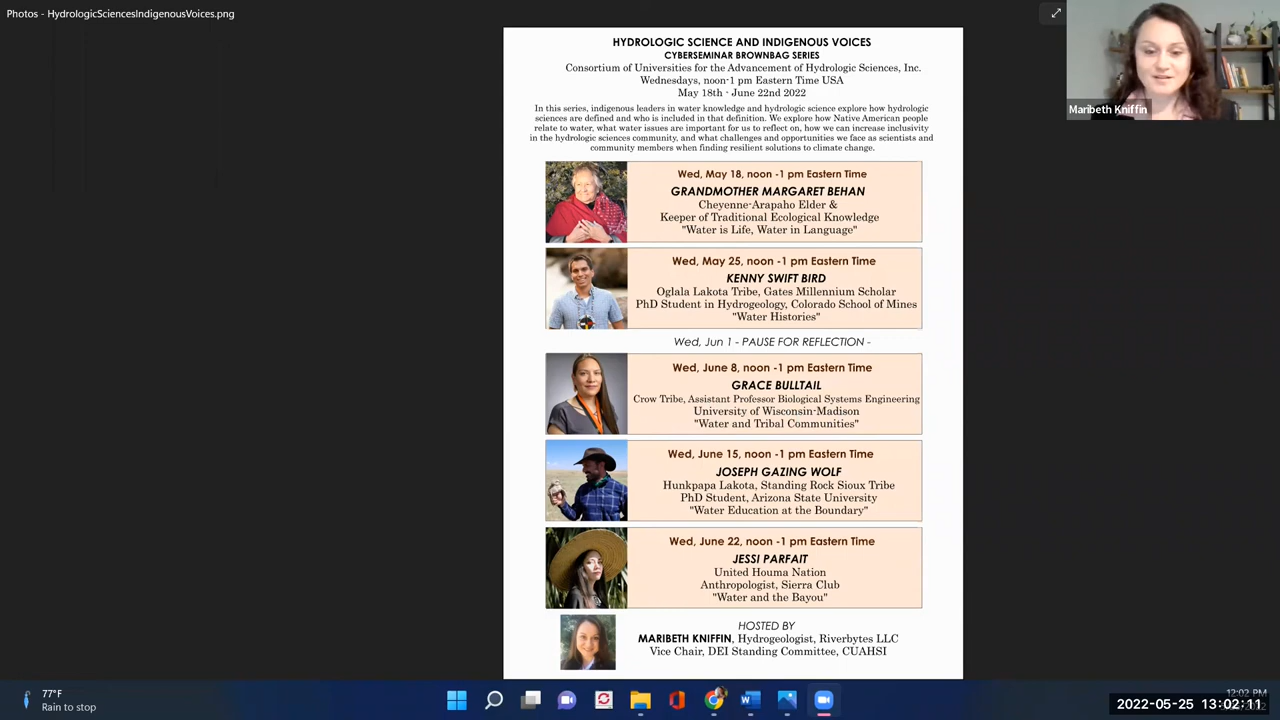 Photos - HydrologicSciencesIndigenousVoices.png
HYDROLOGIC SCIENCE AND INDIGENOUS VOICES
CYBERSEMINAR BROWNBAG SERIES
Consortium of Universities for the Advancement of Hydrologic Sciences, Inc.
Wednesdays, noon-1 pm Eastern Time USA
May 18th - June 22nd 2022
In this series, indigenous leaders in water knowledge and hydrologic science explore how hydrologic
sciences are defined and who is included in that definition. We explore how Native American people
relate to water, what water issues are important for us to reflect on, how we can increase inclusivity
in the hydrologic sciences community, and what challenges and opportunities we face as scientists and
community members when finding resilient solutions to climate change.
Wed, May 18, noon -1 pm Eastern Time
GRANDMOTHER MARGARET BEHAN
Cheyenne-Arapaho Elder &
Keeper of Traditional Ecological Knowledge
"Water is Life, Water in Language"
Wed, May 25, noon -1 pm Eastern Time
KENNY SWIFT BIRD
Oglala Lakota Tribe, Gates Millennium Scholar
PhD Student in Hydrogeology, Colorado School of Mines
"Water Histories"
Wed, Jun 1 - PAUSE FOR REFLECTION -
Wed, June 8, noon -1 pm Eastern Time
GRACE BULLTAIL
Crow Tribe, Assistant Professor Biological Systems Engineering
University of Wisconsin-Madison
"Water and Tribal Communities"
Wed, June 15, noon -1 pm Eastern Time
JOSEPH GAZING WOLF
Hunkpapa Lakota, Standing Rock Sioux Tribe
PhD Student, Arizona State University
"Water Education at the Boundary"
Wed, June 22, noon -1 pm Eastern Time
JESSI PARFAIT
United Houma Nation
Anthropologist, Sierra Club
"Water and the Bayou"
HOSTED BY
MARIBETH KNIFFIN, Hydrogeologist, Riverbytes LLC
Vice Chair, DEI Standing Committee, CUAHSI
Maribeth Kniffin
77°F
Rain to stop
12:02 PM
2022-05-25 13:02:11